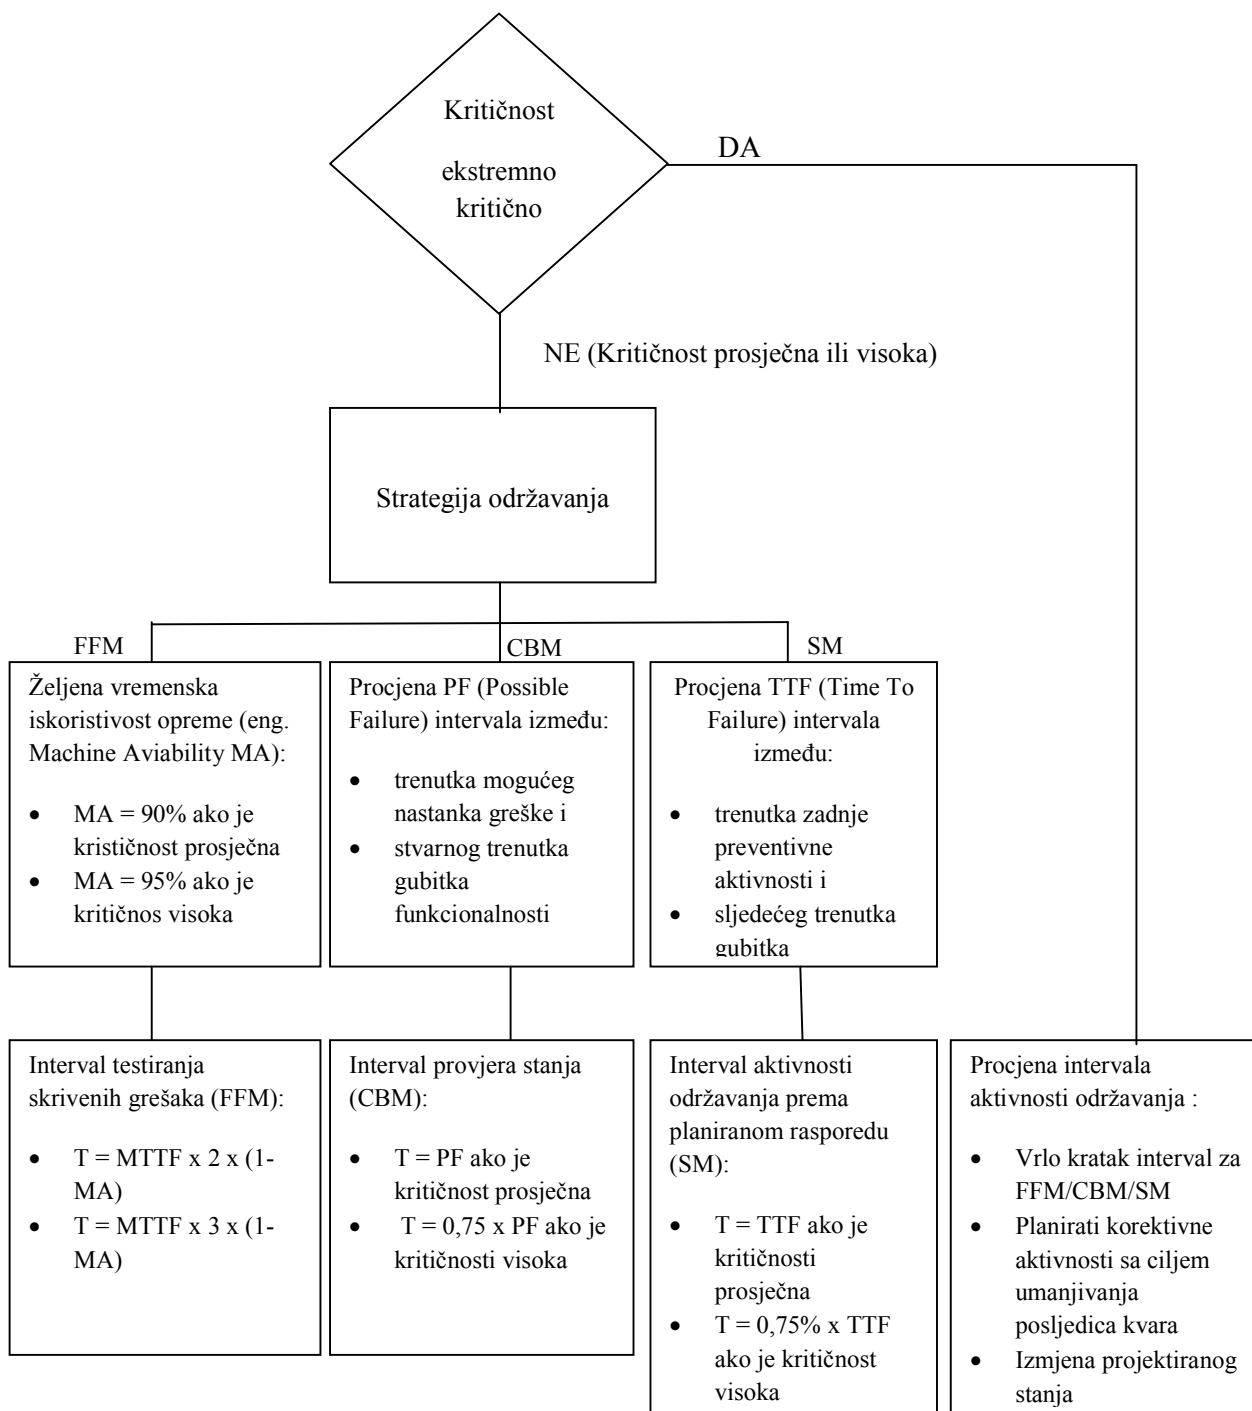 Kritičnost
ekstremno
kritično
DA
NE (Kritičnost prosječna ili visoka)
Strategija održavanja
FFM
CBM
SM
Željena vremenska
iskoristivost opreme (eng.
Machine Aviability MA):
• MA = 90% ako je
krističnost prosječna
• MA = 95% ako je
kritičnos visoka
Procjena PF (Possible
Failure) intervala između:
• trenutka mogućeg
nastanka greške i
• stvarnog trenutka
gubitka
funkcionalnosti
Procjena TTF (Time To
Failure) intervala
između:
• trenutka zadnje
preventivne
aktivnosti i
• sljedećeg trenutka
gubitka
Interval testiranja
skrivenih grešaka (FFM):
• T = MTTF x 2 x (1-
MA)
• T = MTTF x 3 x (1-
MA)
Interval provjera stanja
(CBM):
• T = PF ako je
kritičnost prosječna
• T = 0,75 x PF ako je
kritičnosti visoka
Interval aktivnosti
održavanja prema
planiranom rasporedu
(SM):
• T = TTF ako je
kritičnosti
prosječna
• T = 0,75% x TTF
ako je kritičnost
visoka
Procjena intervala
aktivnosti održavanja :
• Vrlo kratak interval za
FFM/CBM/SM
• Planirati korektivne
aktivnosti sa ciljem
umanjivanja
posljedica kvara
• Izmjena projektiranog
stanja